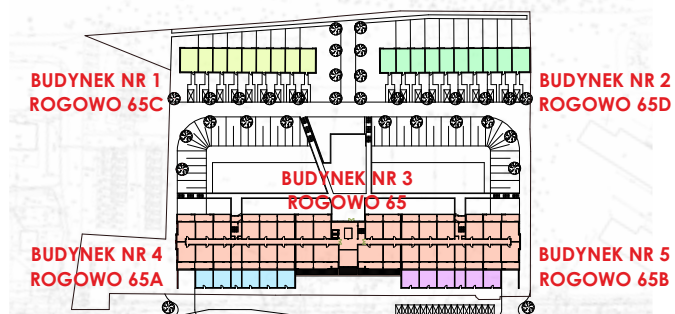 BUDYNEK NR 1
ROGOWO 65C
BUDYNEK NR 2
ROGOWO 65D
BUDYNEK NR 3
ROGOWO 65
BUDYNEK NR 4
ROGOWO 65A
BUDYNEK NR 5
ROGOWO 65B